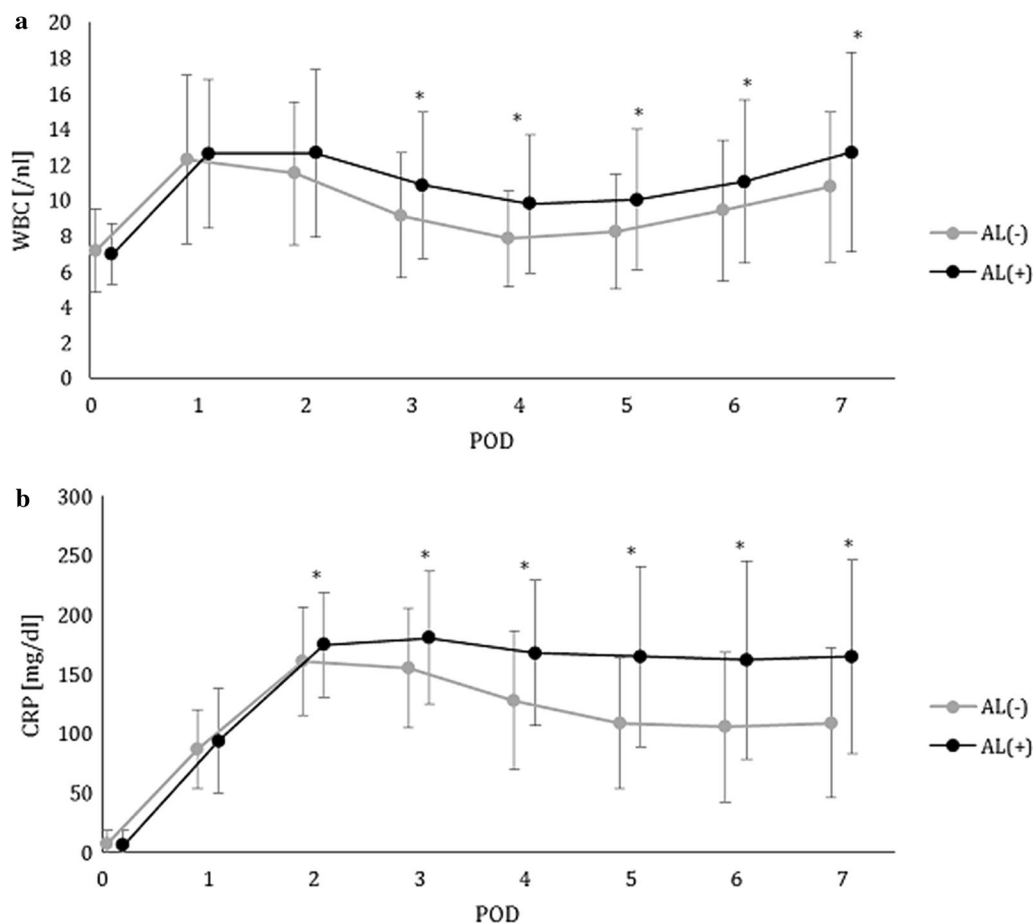 a
20
18
16
14
12
10
8
6
4
2
0
WBC [/nl]
* * * * *
0 1 2 3 4 5 6 7
POD
AL(-)
AL(+)
b
300
250
200
150
100
50
0
CRP [mg/dl]
* * * * * *
0 1 2 3 4 5 6 7
POD
AL(-)
AL(+)